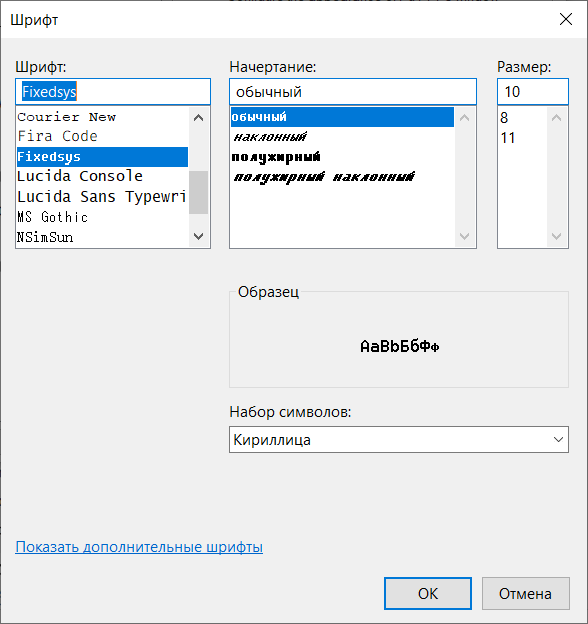 Шрифт
Шрифт:
Fixedsys
Courier New
Fira Code
Fixedsys
Lucida Console
Lucida Sans Typewri
MS Gothic
NSimSun
Начертание:
обычный
обычный
наклонный
полужирный
полужирный наклонный
Размер:
10
8
11
Образец
AaBbБбФф
Набор символов:
Кириллица
Показать дополнительные шрифты
ОК
Отмена